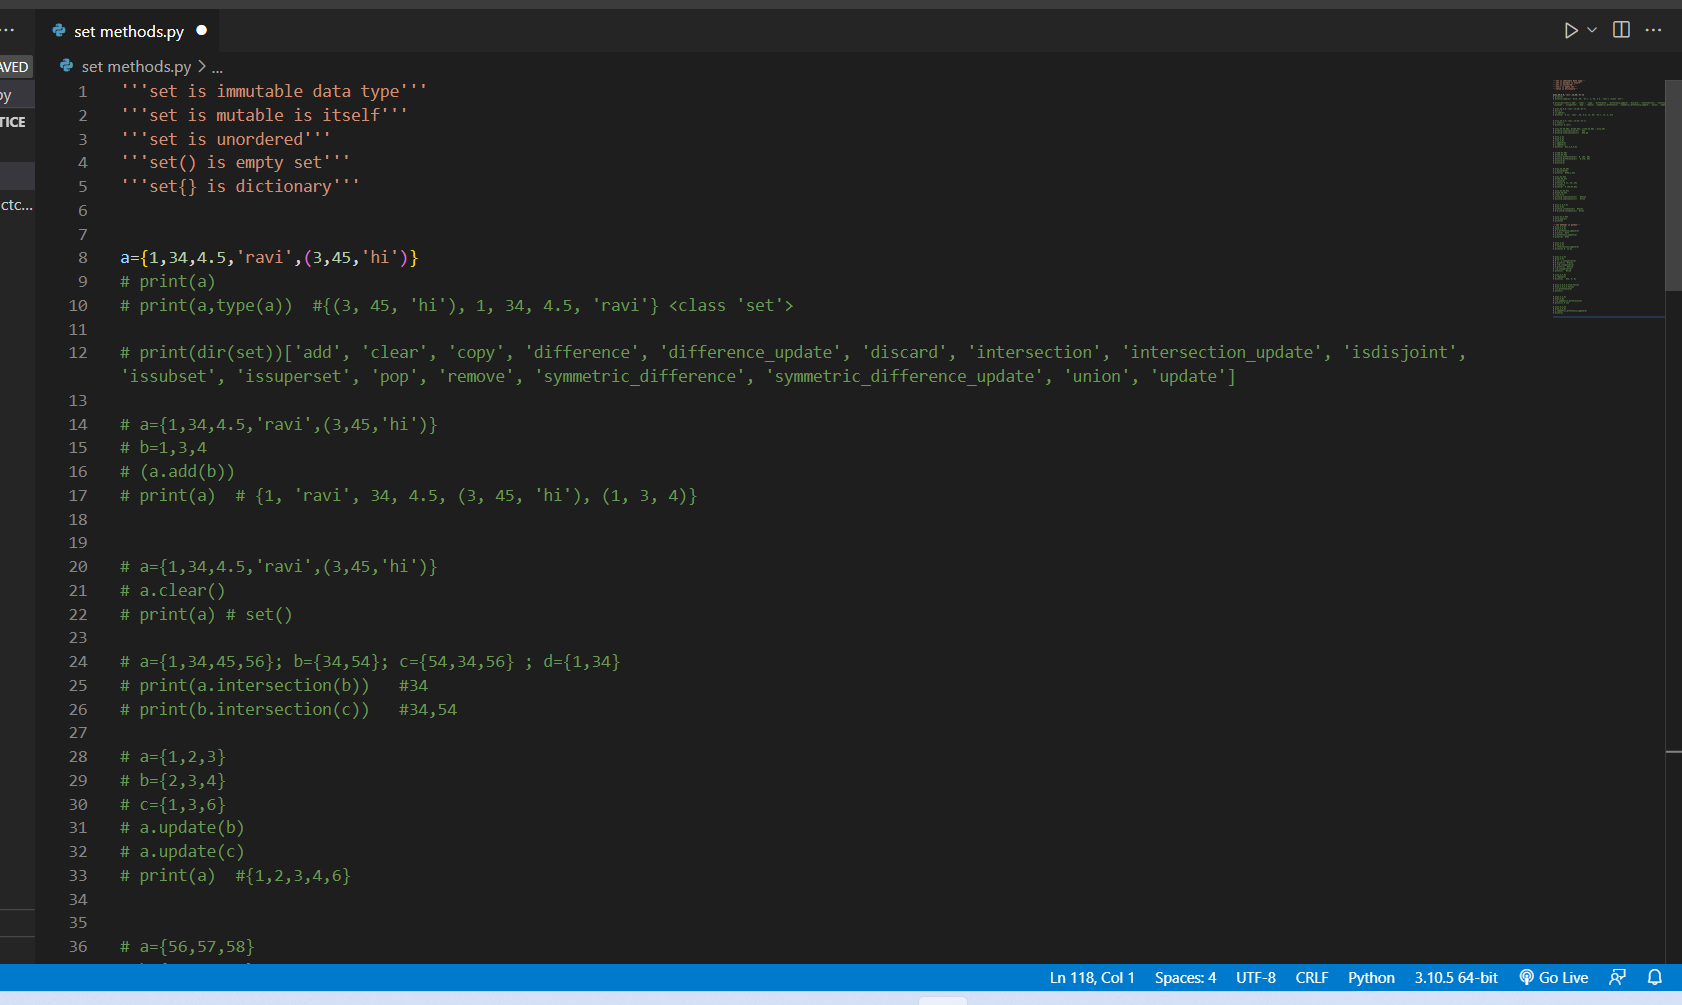 set methods.py
AVED
set methods.py > ...
py
TICE
ctc...
1 '''set is immutable data type'''
2 '''set is mutable is itself'''
3 '''set is unordered'''
4 '''set() is empty set'''
5 '''set{} is dictionary'''
6
7
8 a={1,34,4.5,'ravi',(3,45,'hi')}
9 # print(a)
10 # print(a,type(a))  #{(3, 45, 'hi'), 1, 34, 4.5, 'ravi'} <class 'set'>
11
12 # print(dir(set))['add', 'clear', 'copy', 'difference', 'difference_update', 'discard', 'intersection', 'intersection_update', 'isdisjoint',
'issubset', 'issuperset', 'pop', 'remove', 'symmetric_difference', 'symmetric_difference_update', 'union', 'update']
13
14 # a={1,34,4.5,'ravi',(3,45,'hi')}
15 # b=1,3,4
16 # (a.add(b))
17 # print(a)  # {1, 'ravi', 34, 4.5, (3, 45, 'hi'), (1, 3, 4)}
18
19
20 # a={1,34,4.5,'ravi',(3,45,'hi')}
21 # a.clear()
22 # print(a) # set()
23
24 # a={1,34,45,56}; b={34,54}; c={54,34,56} ; d={1,34}
25 # print(a.intersection(b))   #34
26 # print(b.intersection(c))   #34,54
27
28 # a={1,2,3}
29 # b={2,3,4}
30 # c={1,3,6}
31 # a.update(b)
32 # a.update(c)
33 # print(a)  #{1,2,3,4,6}
34
35
36 # a={56,57,58}
Ln 118, Col 1 Spaces: 4 UTF-8 CRLF Python 3.10.5 64-bit Go Live